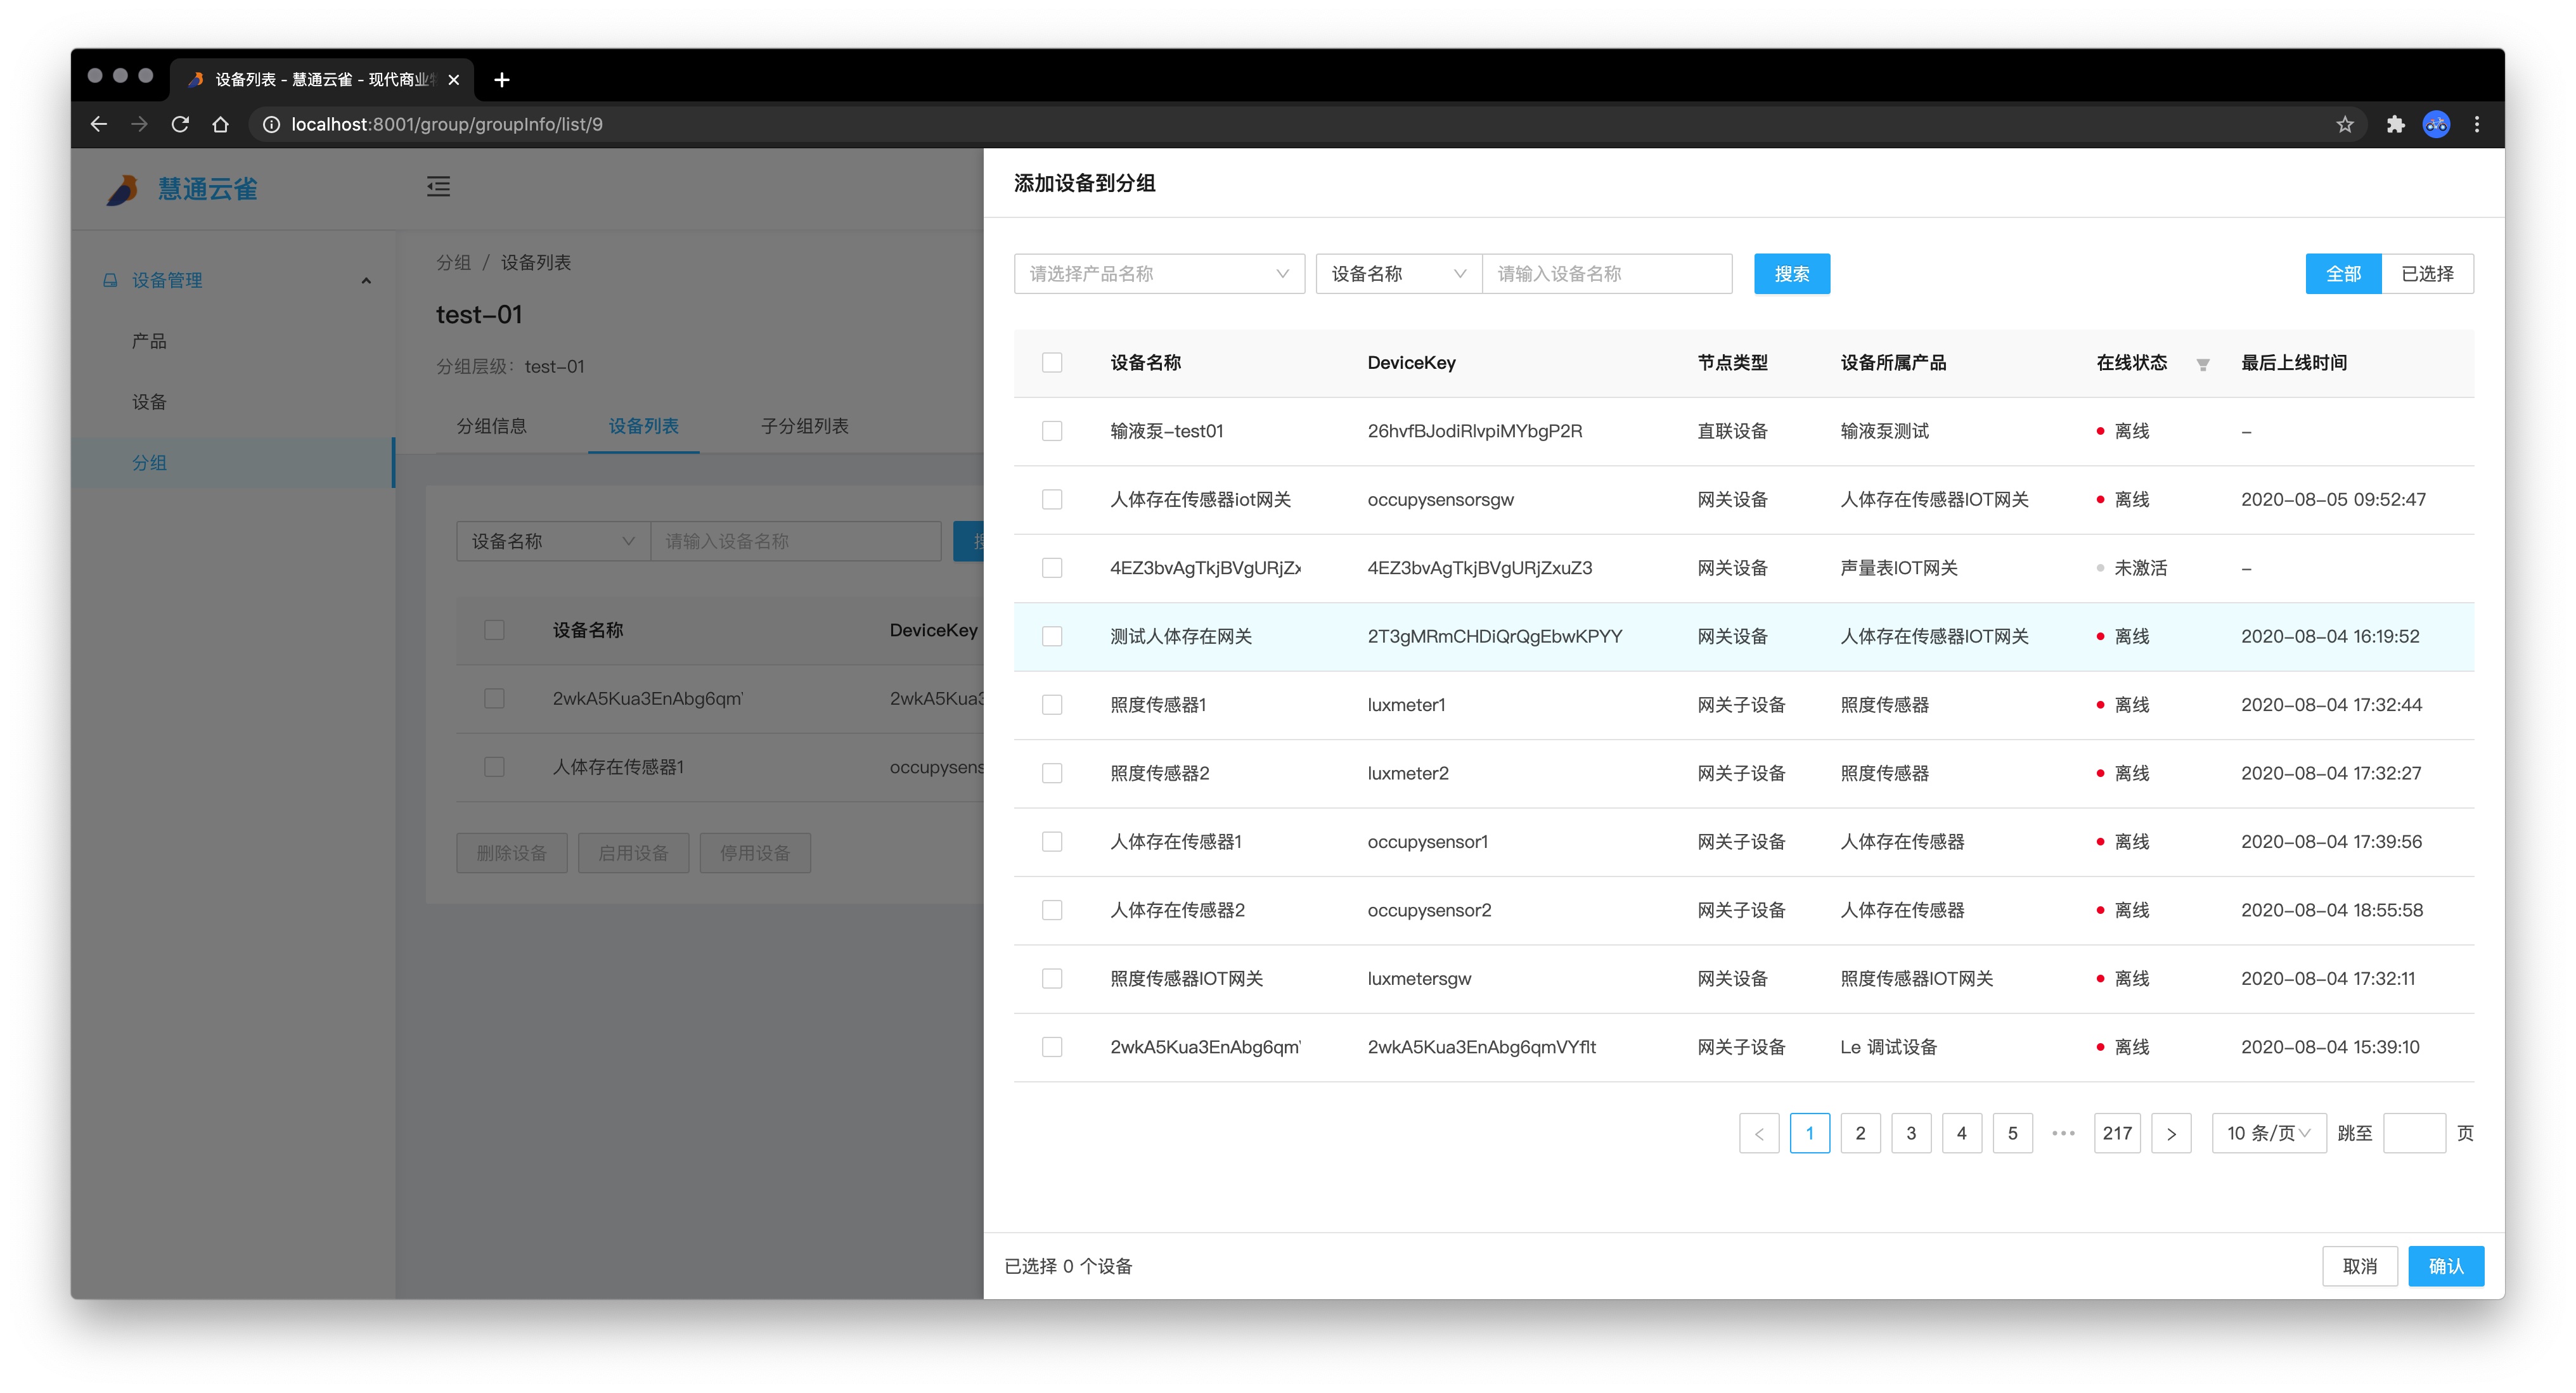 设备列表 - 慧通云雀 - 现代商业
localhost:8001/group/groupInfo/list/9
慧通云雀
设备管理
产品
设备
分组
分组 / 设备列表
test-01
分组层级：test-01
分组信息 设备列表 子分组列表
设备名称 请输入设备名称
设备名称 DeviceKey
2wkA5Kua3EnAbg6qm 2wkA5Kua3
人体存在传感器1 occupysens
删除设备 启用设备 停用设备
添加设备到分组
请选择产品名称 设备名称 请输入设备名称 搜索 全部 已选择
设备名称 DeviceKey 节点类型 设备所属产品 在线状态 最后上线时间
输液泵-test01 26hvfBJodiRlvpiMYbgP2R 直联设备 输液泵测试 离线 -
人体存在传感器iot网关 occupysensorsgw 网关设备 人体存在传感器IOT网关 离线 2020-08-05 09:52:47
4EZ3bvAgTkjBVgURjZx 4EZ3bvAgTkjBVgURjZxuZ3 网关设备 声量表IOT网关 未激活 -
测试人体存在网关 2T3gMRmCHDiQrQgEbwKPYY 网关设备 人体存在传感器IOT网关 离线 2020-08-04 16:19:52
照度传感器1 luxmeter1 网关子设备 照度传感器 离线 2020-08-04 17:32:44
照度传感器2 luxmeter2 网关子设备 照度传感器 离线 2020-08-04 17:32:27
人体存在传感器1 occupysensor1 网关子设备 人体存在传感器 离线 2020-08-04 17:39:56
人体存在传感器2 occupysensor2 网关子设备 人体存在传感器 离线 2020-08-04 18:55:58
照度传感器IOT网关 luxmetersgw 网关设备 照度传感器IOT网关 离线 2020-08-04 17:32:11
2wkA5Kua3EnAbg6qm 2wkA5Kua3EnAbg6qmVYflt 网关子设备 Le 调试设备 离线 2020-08-04 15:39:10
< 1 2 3 4 5 ••• 217 > 10 条/页 跳至 页
已选择 0 个设备 取消 确认